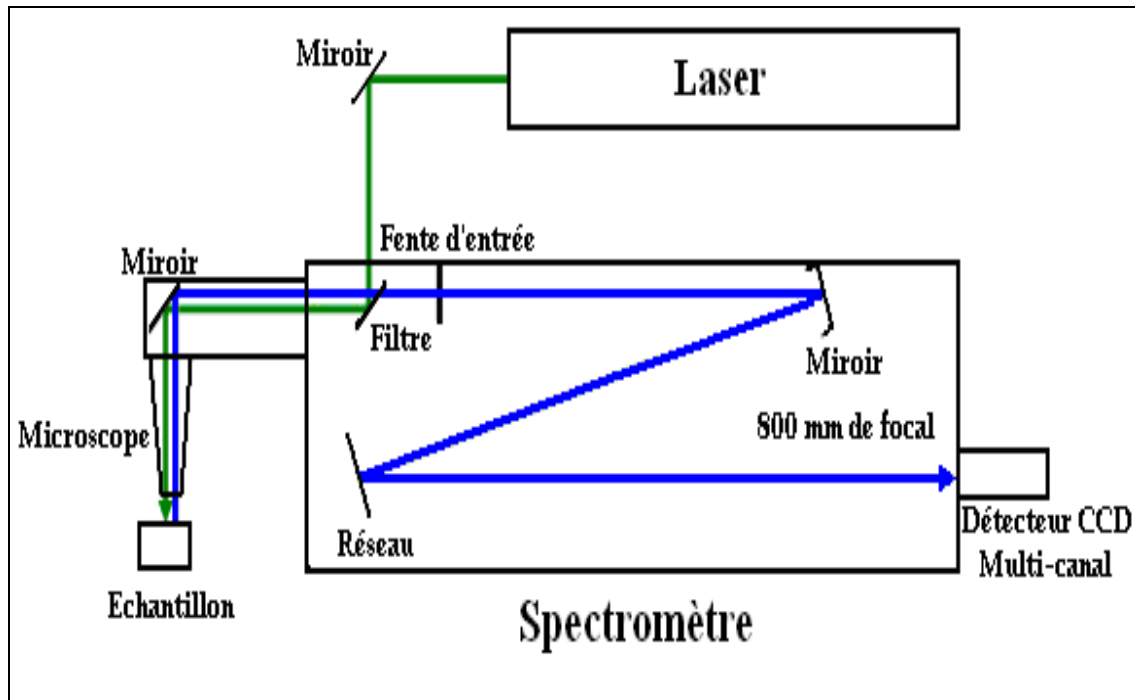 Miroir
Laser
Fente d'entrée
Miroir
Filtre
Miroir
Microscope
800 mm de focal
Réseau
Détecteur CCD
Multi-canal
Echantillon
Spectromètre